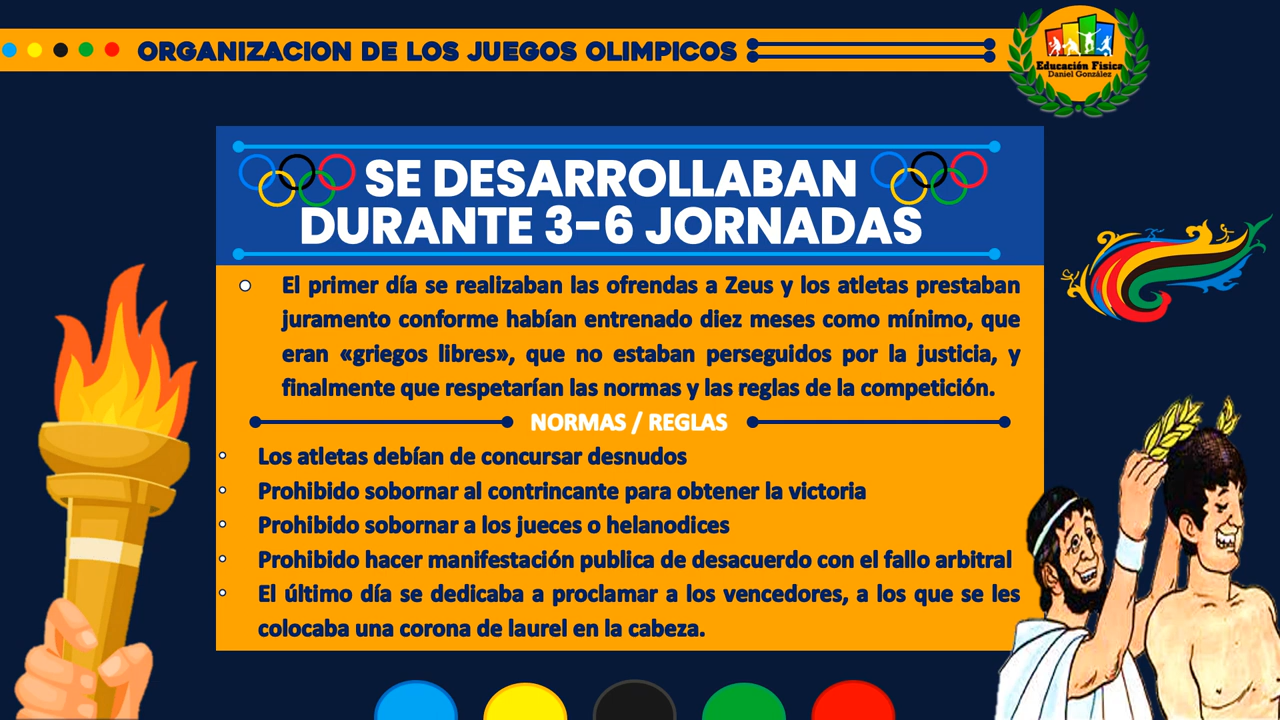 ORGANIZACION DE LOS JUEGOS OLIMPICOS
Educación Física
Daniel González
SE DESARROLLABAN
DURANTE 3-6 JORNADAS
El primer día se realizaban las ofrendas a Zeus y los atletas prestaban
juramento conforme habían entrenado diez meses como mínimo, que
eran «griegos libres», que no estaban perseguidos por la justicia, y
finalmente que respetarían las normas y las reglas de la competición.
NORMAS / REGLAS
Los atletas debían de concursar desnudos
Prohibido sobornar al contrincante para obtener la victoria
Prohibido sobornar a los jueces o helanodices
Prohibido hacer manifestación publica de desacuerdo con el fallo arbitral
El último día se dedicaba a proclamar a los vencedores, a los que se les
colocaba una corona de laurel en la cabeza.